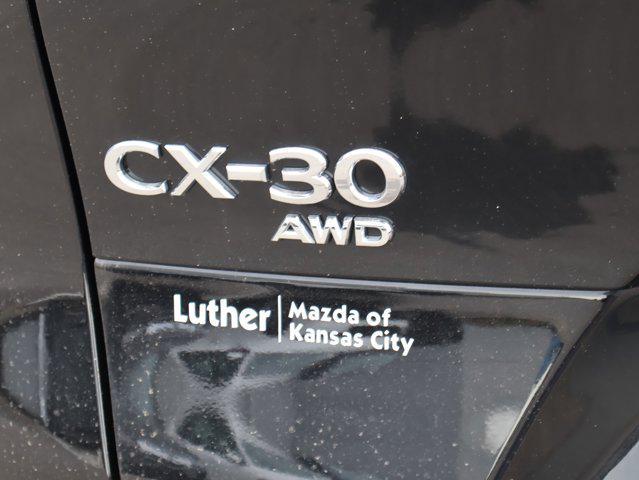 CX-30
AWD
Luther
Mazda of
Kansas City